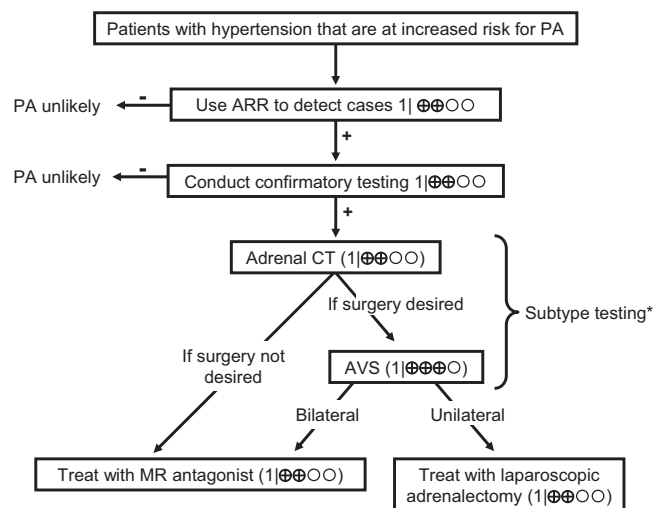 Patients with hypertension that are at increased risk for PA
PA unlikely
-
Use ARR to detect cases 1| ⊕⊕○○
+
PA unlikely
-
Conduct confirmatory testing 1|⊕⊕○○
+
Adrenal CT (1|⊕⊕○○)
If surgery desired
Subtype testing*
If surgery not
desired
AVS (1|⊕⊕⊕○)
Bilateral
Unilateral
Treat with MR antagonist (1|⊕⊕○○)
Treat with laparoscopic
adrenalectomy (1|⊕⊕○○)